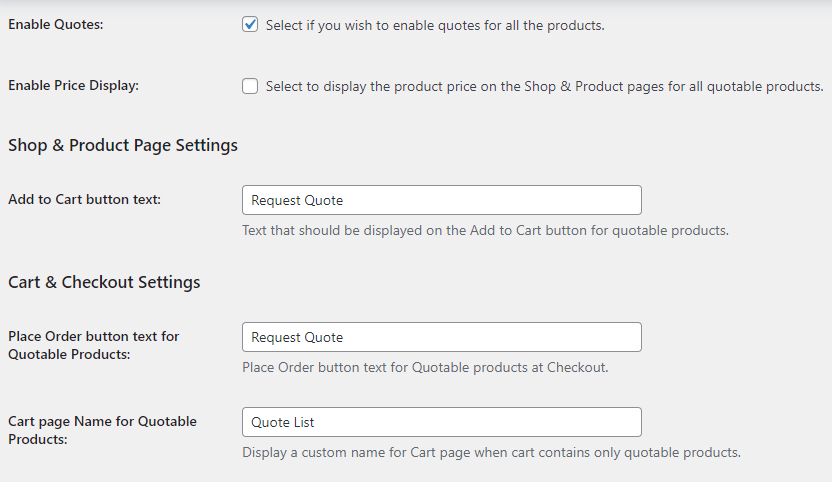 Enable Quotes:
Select if you wish to enable quotes for all the products.
Enable Price Display:
Select to display the product price on the Shop & Product pages for all quotable products.
Shop & Product Page Settings
Add to Cart button text:
Request Quote
Text that should be displayed on the Add to Cart button for quotable products.
Cart & Checkout Settings
Place Order button text for
Quotable Products:
Request Quote
Place Order button text for Quotable products at Checkout.
Cart page Name for Quotable
Products:
Quote List
Display a custom name for Cart page when cart contains only quotable products.